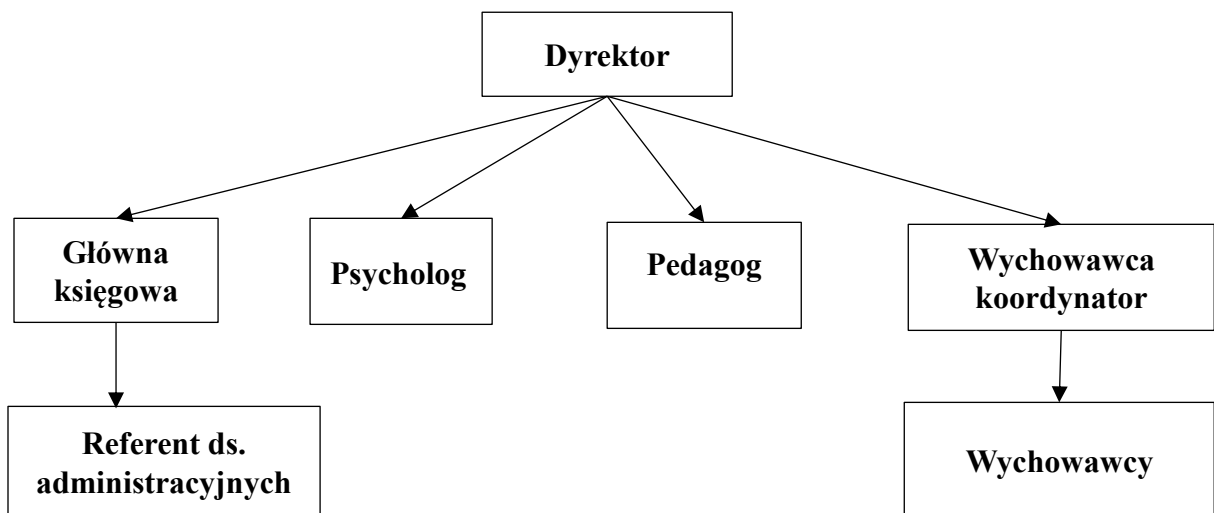 Dyrektor
Główna
księgowa
Psycholog
Pedagog
Wychowawca
koordynator
Referent ds.
administracyjnych
Wychowawcy